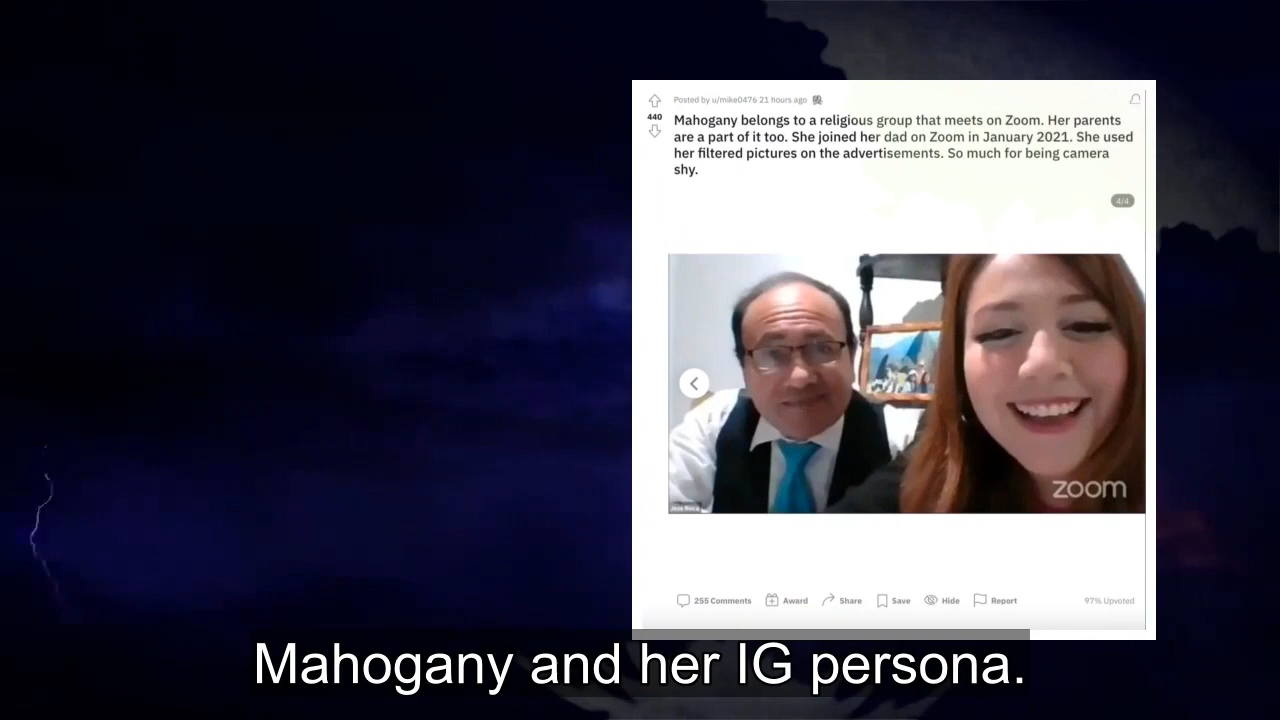 Posted by u/mike0476 21 hours ago
440
Mahogany belongs to a religious group that meets on Zoom. Her parents
are a part of it too. She joined her dad on Zoom in January 2021. She used
her filtered pictures on the advertisements. So much for being camera
shy.
4/4
zoom
255 Comments Award Share Save Hide Report 97% Upvoted
Mahogany and her IG persona.